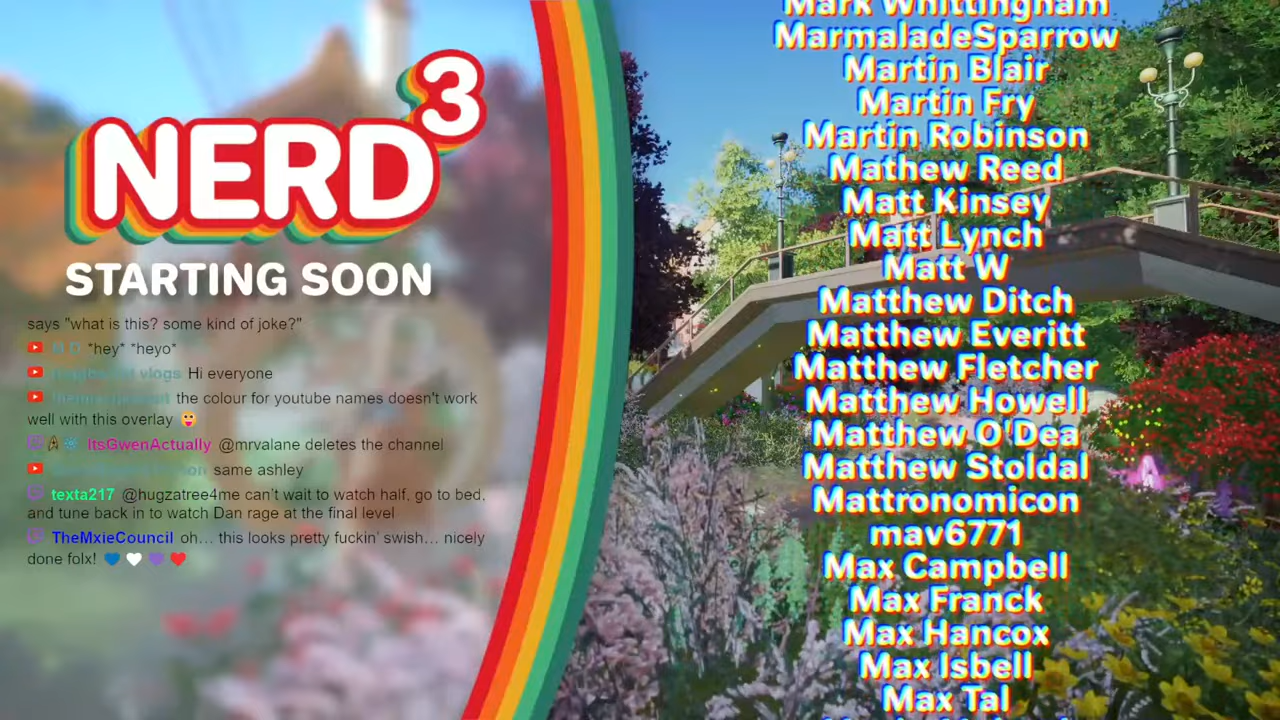 NERD³
STARTING SOON
says "what is this? some kind of joke?"
*hey* *heyo*
vlogs Hi everyone
the colour for youtube names doesn't work
well with this overlay
ItsGwenActually @mrvalane deletes the channel
same ashley
texta217 @hugzatree4me can't wait to watch half, go to bed,
and tune back in to watch Dan rage at the final level
TheMxieCouncil oh... this looks pretty fuckin' swish... nicely
done folx!
Mark Whittingham
MarmaladeSparrow
Martin Blair
Martin Fry
Martin Robinson
Mathew Reed
Matt Kinsey
Matt Lynch
Matt W
Matthew Ditch
Matthew Everitt
Matthew Fletcher
Matthew Howell
Matthew O'Dea
Matthew Stoldal
Mattronomicon
mav6771
Max Campbell
Max Franck
Max Hancox
Max Isbell
Max Tal